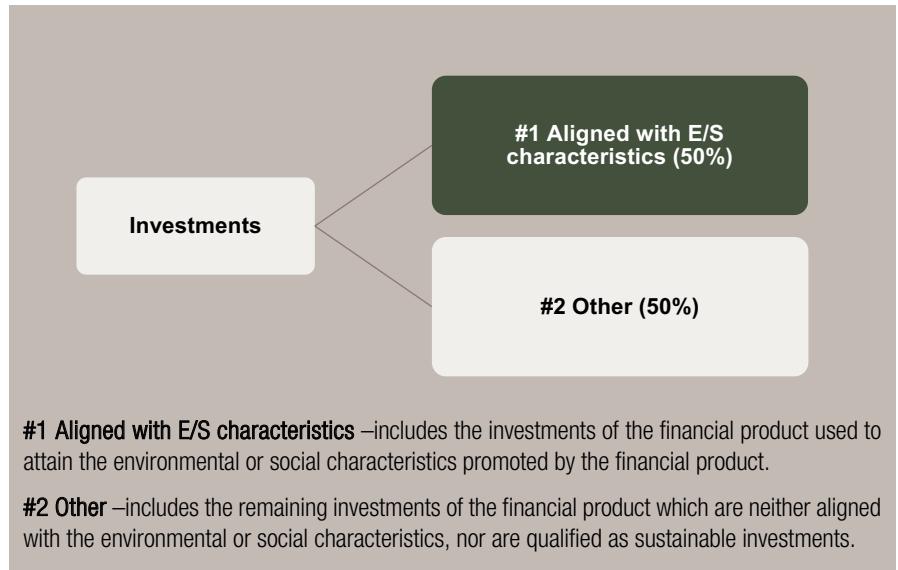 #1 Aligned with E/S
characteristics (50%)
Investments
#2 Other (50%)
#1 Aligned with E/S characteristics –includes the investments of the financial product used to
attain the environmental or social characteristics promoted by the financial product.
#2 Other –includes the remaining investments of the financial product which are neither aligned
with the environmental or social characteristics, nor are qualified as sustainable investments.